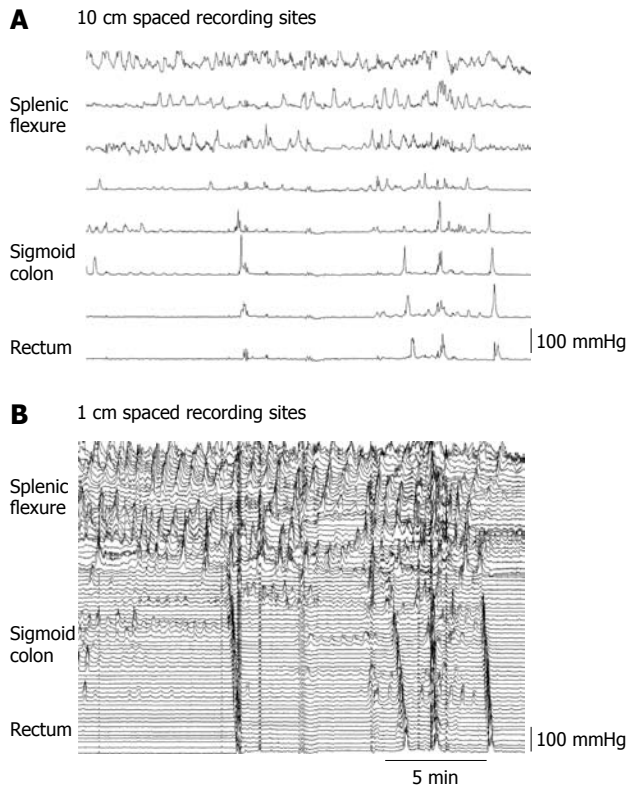 A 10 cm spaced recording sites
Splenic
flexure
Sigmoid
colon
Rectum
100 mmHg
B 1 cm spaced recording sites
Splenic
flexure
Sigmoid
colon
Rectum
100 mmHg
5 min